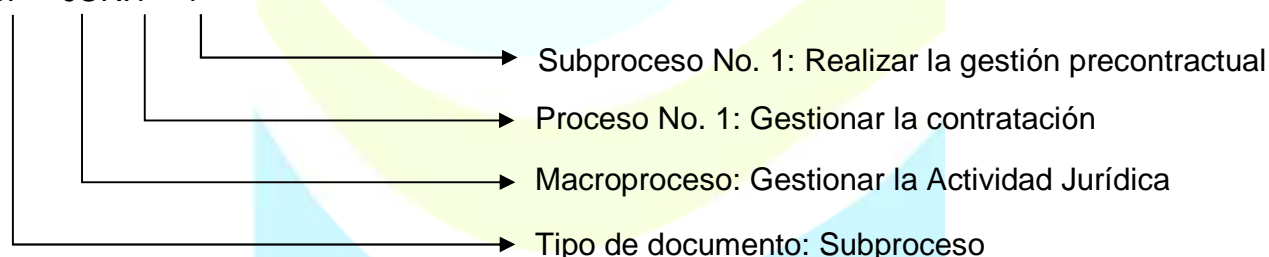 Subproceso No. 1: Realizar la gestión precontractual
Proceso No. 1: Gestionar la contratación
Macroproceso: Gestionar la Actividad Jurídica
Tipo de documento: Subproceso